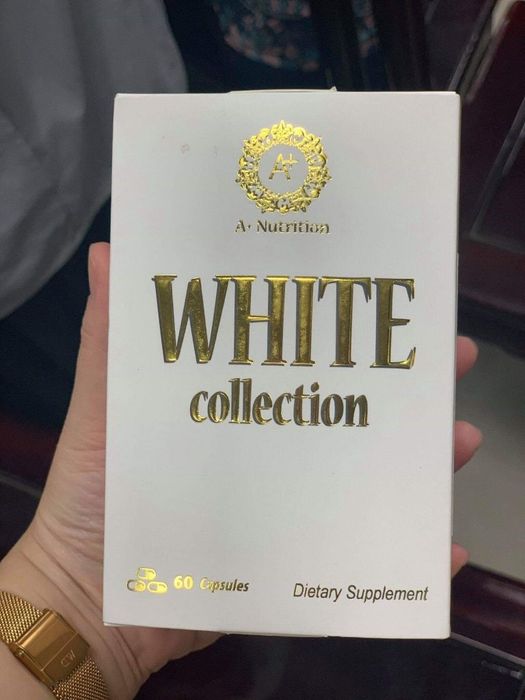 A+
A+ Nutrition
WHITE
collection
60 Capsules
Dietary Supplement